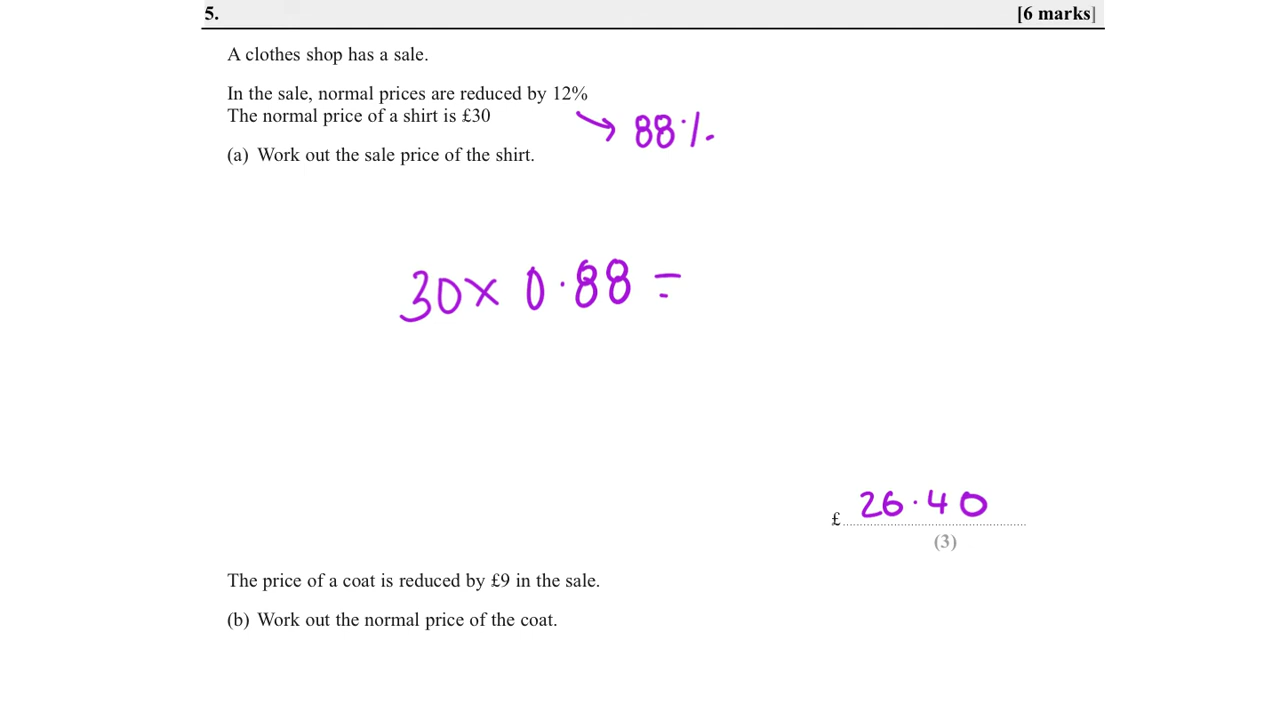 5. [6 marks]
A clothes shop has a sale.
In the sale, normal prices are reduced by 12%
The normal price of a shirt is £30
88%
(a) Work out the sale price of the shirt.
30 × 0.88 =
£ 26.40
(3)
The price of a coat is reduced by £9 in the sale.
(b) Work out the normal price of the coat.